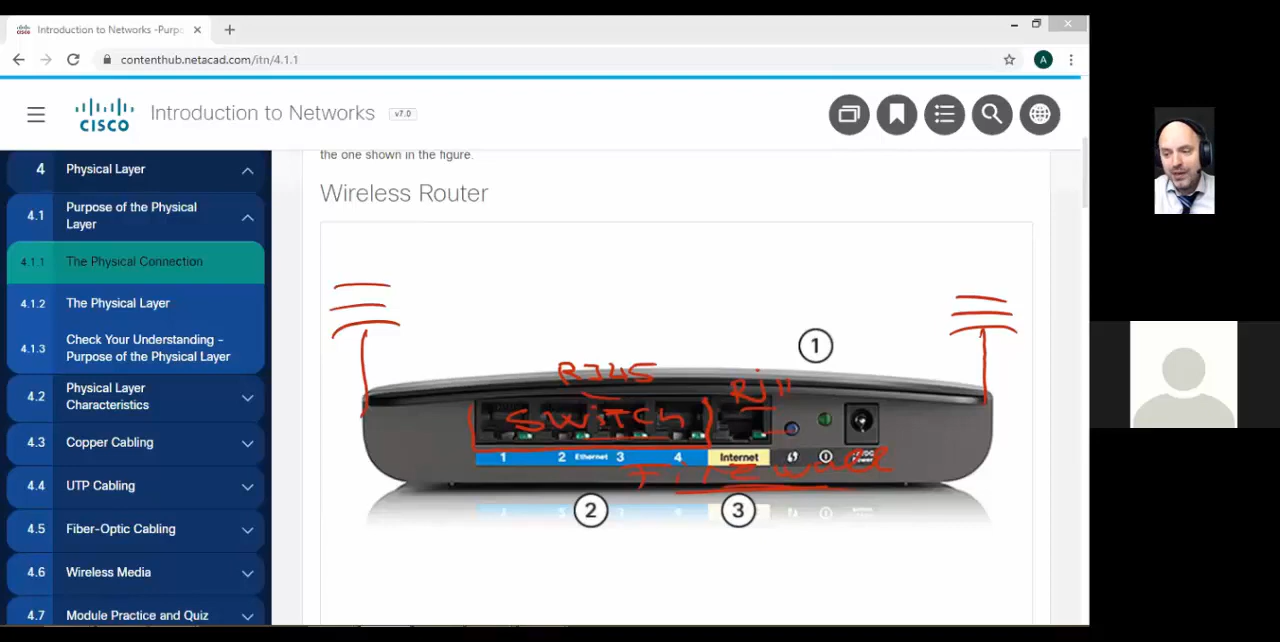 Introduction to Networks -Purpo
contenthub.netacad.com/itn/4.1.1
A
CISCO
Introduction to Networks
v7.0
4 Physical Layer
4.1 Purpose of the Physical
Layer
4.1.1 The Physical Connection
4.1.2 The Physical Layer
4.1.3 Check Your Understanding -
Purpose of the Physical Layer
4.2 Physical Layer
Characteristics
4.3 Copper Cabling
4.4 UTP Cabling
4.5 Fiber-Optic Cabling
4.6 Wireless Media
4.7 Module Practice and Quiz
the one shown in the figure.
Wireless Router
1
RJ45
Rj11
SWiTCH
1 2 Ethernet 3 4 Internet
Power
Firewall
2 3